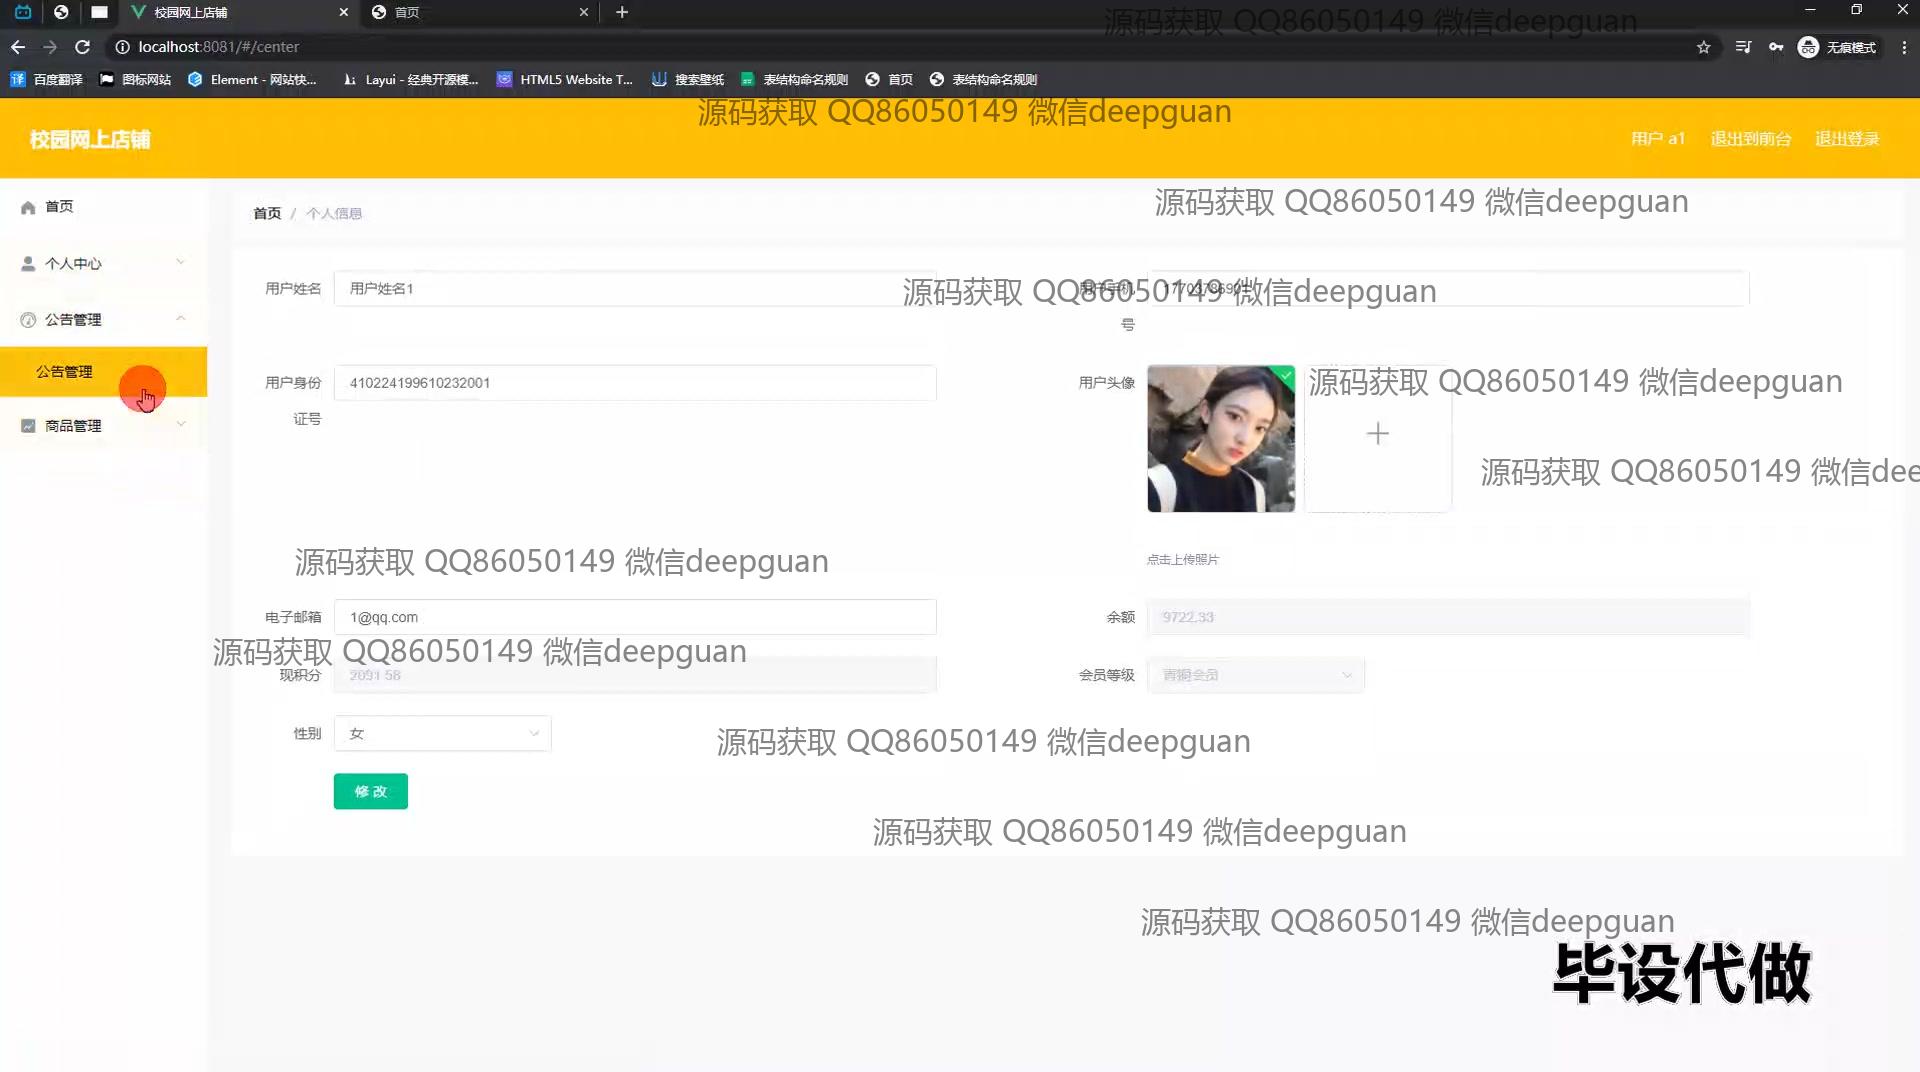 校园网上店铺
首页
localhost:8081/#/center
无痕模式
百度翻译
图标网站
Element - 网站快...
Layui - 经典开源模...
HTML5 Website T...
搜索壁纸
表结构命名规则
首页
表结构命名规则
源码获取 QQ86050149 微信deepguan
源码获取 QQ86050149 微信deepguan
校园网上店铺
用户 a1
退出到前台
退出登录
源码获取 QQ86050149 微信deepguan
首页
首页 / 个人信息
个人中心
用户姓名
用户姓名1
用户手机号
源码获取 QQ86050149 微信deepguan
公告管理
公告管理
用户身份证号
410224199610232001
用户头像
源码获取 QQ86050149 微信deepguan
商品管理
源码获取 QQ86050149 微信dee
点击上传照片
源码获取 QQ86050149 微信deepguan
电子邮箱
1@qq.com
余额
9722.33
源码获取 QQ86050149 微信deepguan
现积分
2091.58
会员等级
青铜会员
性别
女
源码获取 QQ86050149 微信deepguan
修 改
源码获取 QQ86050149 微信deepguan
源码获取 QQ86050149 微信deepguan
毕设代做